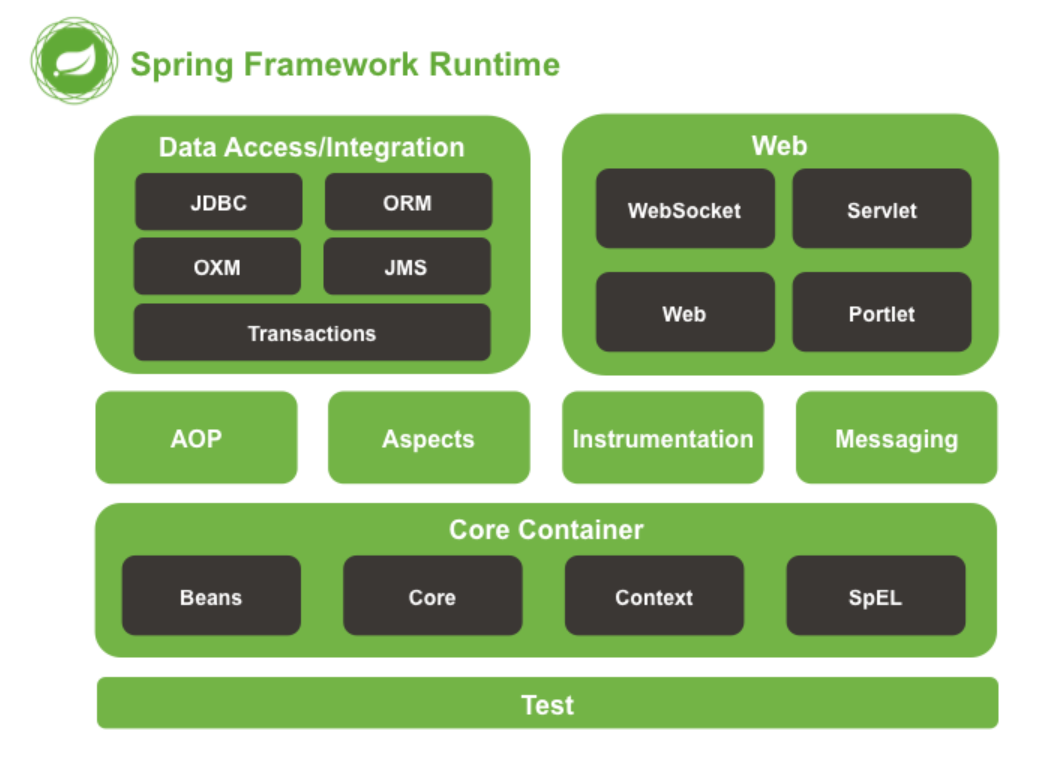 Spring Framework Runtime
Data Access/Integration
JDBC
ORM
OXM
JMS
Transactions
Web
WebSocket
Servlet
Web
Portlet
AOP
Aspects
Instrumentation
Messaging
Core Container
Beans
Core
Context
SpEL
Test